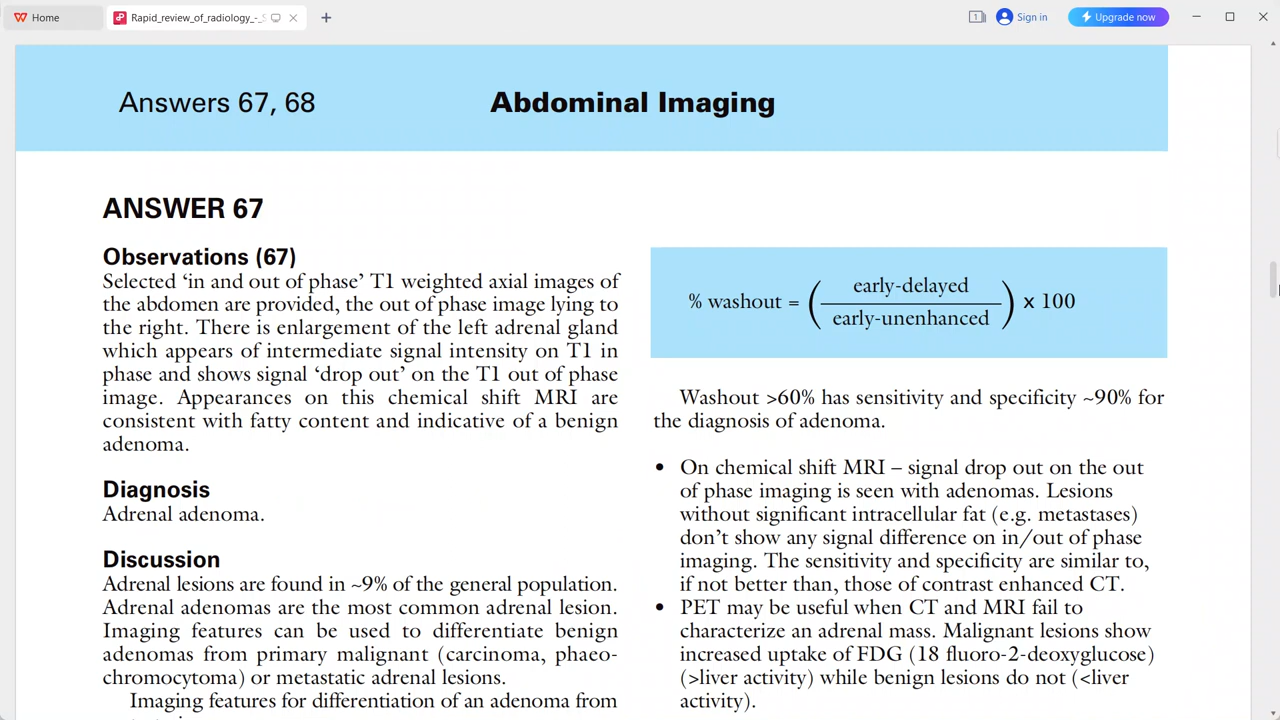 Home
Rapid_review_of_radiology_-_S
1
Sign in
Upgrade now
Answers 67, 68
Abdominal Imaging
ANSWER 67
Observations (67)
Selected ‘in and out of phase’ T1 weighted axial images of
the abdomen are provided, the out of phase image lying to
the right. There is enlargement of the left adrenal gland
which appears of intermediate signal intensity on T1 in
phase and shows signal ‘drop out’ on the T1 out of phase
image. Appearances on this chemical shift MRI are
consistent with fatty content and indicative of a benign
adenoma.
Diagnosis
Adrenal adenoma.
Discussion
Adrenal lesions are found in ~9% of the general population.
Adrenal adenomas are the most common adrenal lesion.
Imaging features can be used to differentiate benign
adenomas from primary malignant (carcinoma, phaeo-
chromocytoma) or metastatic adrenal lesions.
Imaging features for differentiation of an adenoma from
% washout = ( early-delayed
early-unenhanced ) x 100
Washout >60% has sensitivity and specificity ~90% for
the diagnosis of adenoma.
• On chemical shift MRI – signal drop out on the out
of phase imaging is seen with adenomas. Lesions
without significant intracellular fat (e.g. metastases)
don’t show any signal difference on in/out of phase
imaging. The sensitivity and specificity are similar to,
if not better than, those of contrast enhanced CT.
• PET may be useful when CT and MRI fail to
characterize an adrenal mass. Malignant lesions show
increased uptake of FDG (18 fluoro-2-deoxyglucose)
(>liver activity) while benign lesions do not (<liver
activity).